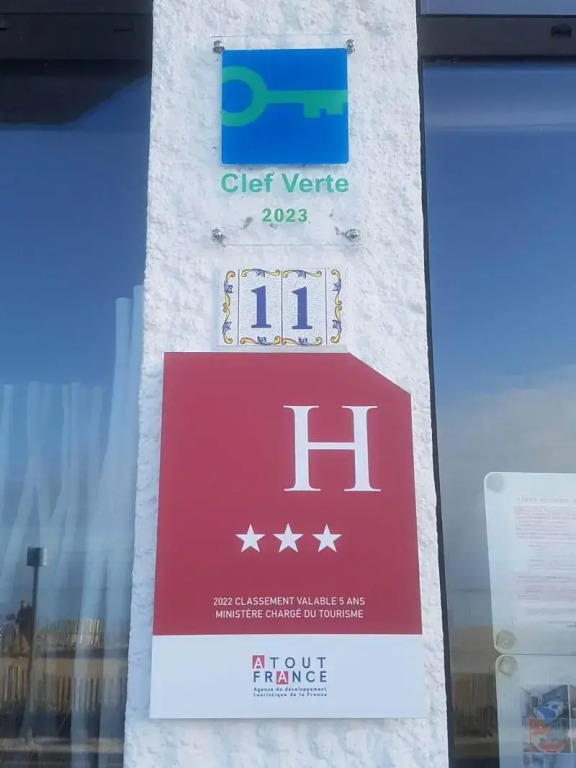 Clef Verte
2023
11
H
2022 CLASSEMENT VALABLE 5 ANS
MINISTÈRE CHARGÉ DU TOURISME
ATOUT
FRANCE
Agence de développement
touristique de la France